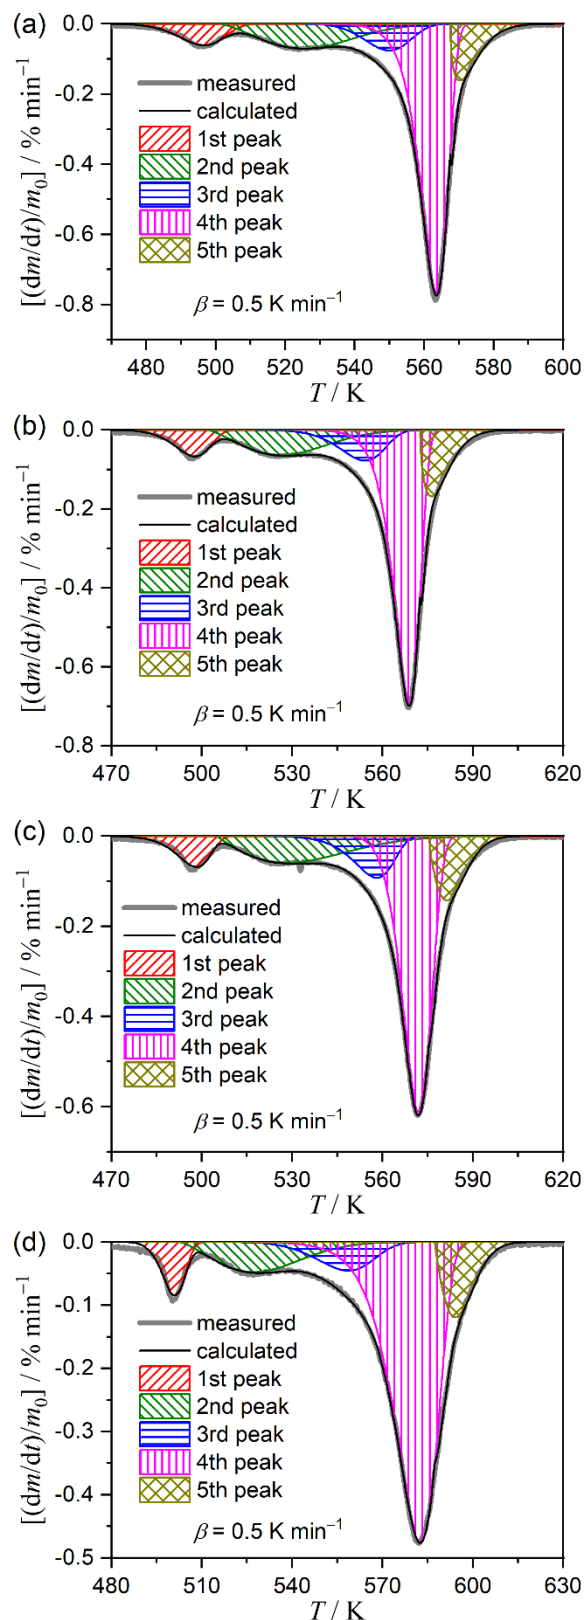 (a)
0.0
-0.2
-0.4
-0.6
-0.8
[(dm/dt)/m₀] / % min⁻¹
measured
calculated
1st peak
2nd peak
3rd peak
4th peak
5th peak
β = 0.5 K min⁻¹
480 500 520 540 560 580 600
T / K
(b)
0.0
-0.2
-0.4
-0.6
-0.8
[(dm/dt)/m₀] / % min⁻¹
measured
calculated
1st peak
2nd peak
3rd peak
4th peak
5th peak
β = 0.5 K min⁻¹
470 500 530 560 590 620
T / K
(c)
0.0
-0.2
-0.4
-0.6
[(dm/dt)/m₀] / % min⁻¹
measured
calculated
1st peak
2nd peak
3rd peak
4th peak
5th peak
β = 0.5 K min⁻¹
470 500 530 560 590 620
T / K
(d)
0.0
-0.1
-0.2
-0.3
-0.4
-0.5
[(dm/dt)/m₀] / % min⁻¹
measured
calculated
1st peak
2nd peak
3rd peak
4th peak
5th peak
β = 0.5 K min⁻¹
480 510 540 570 600 630
T / K